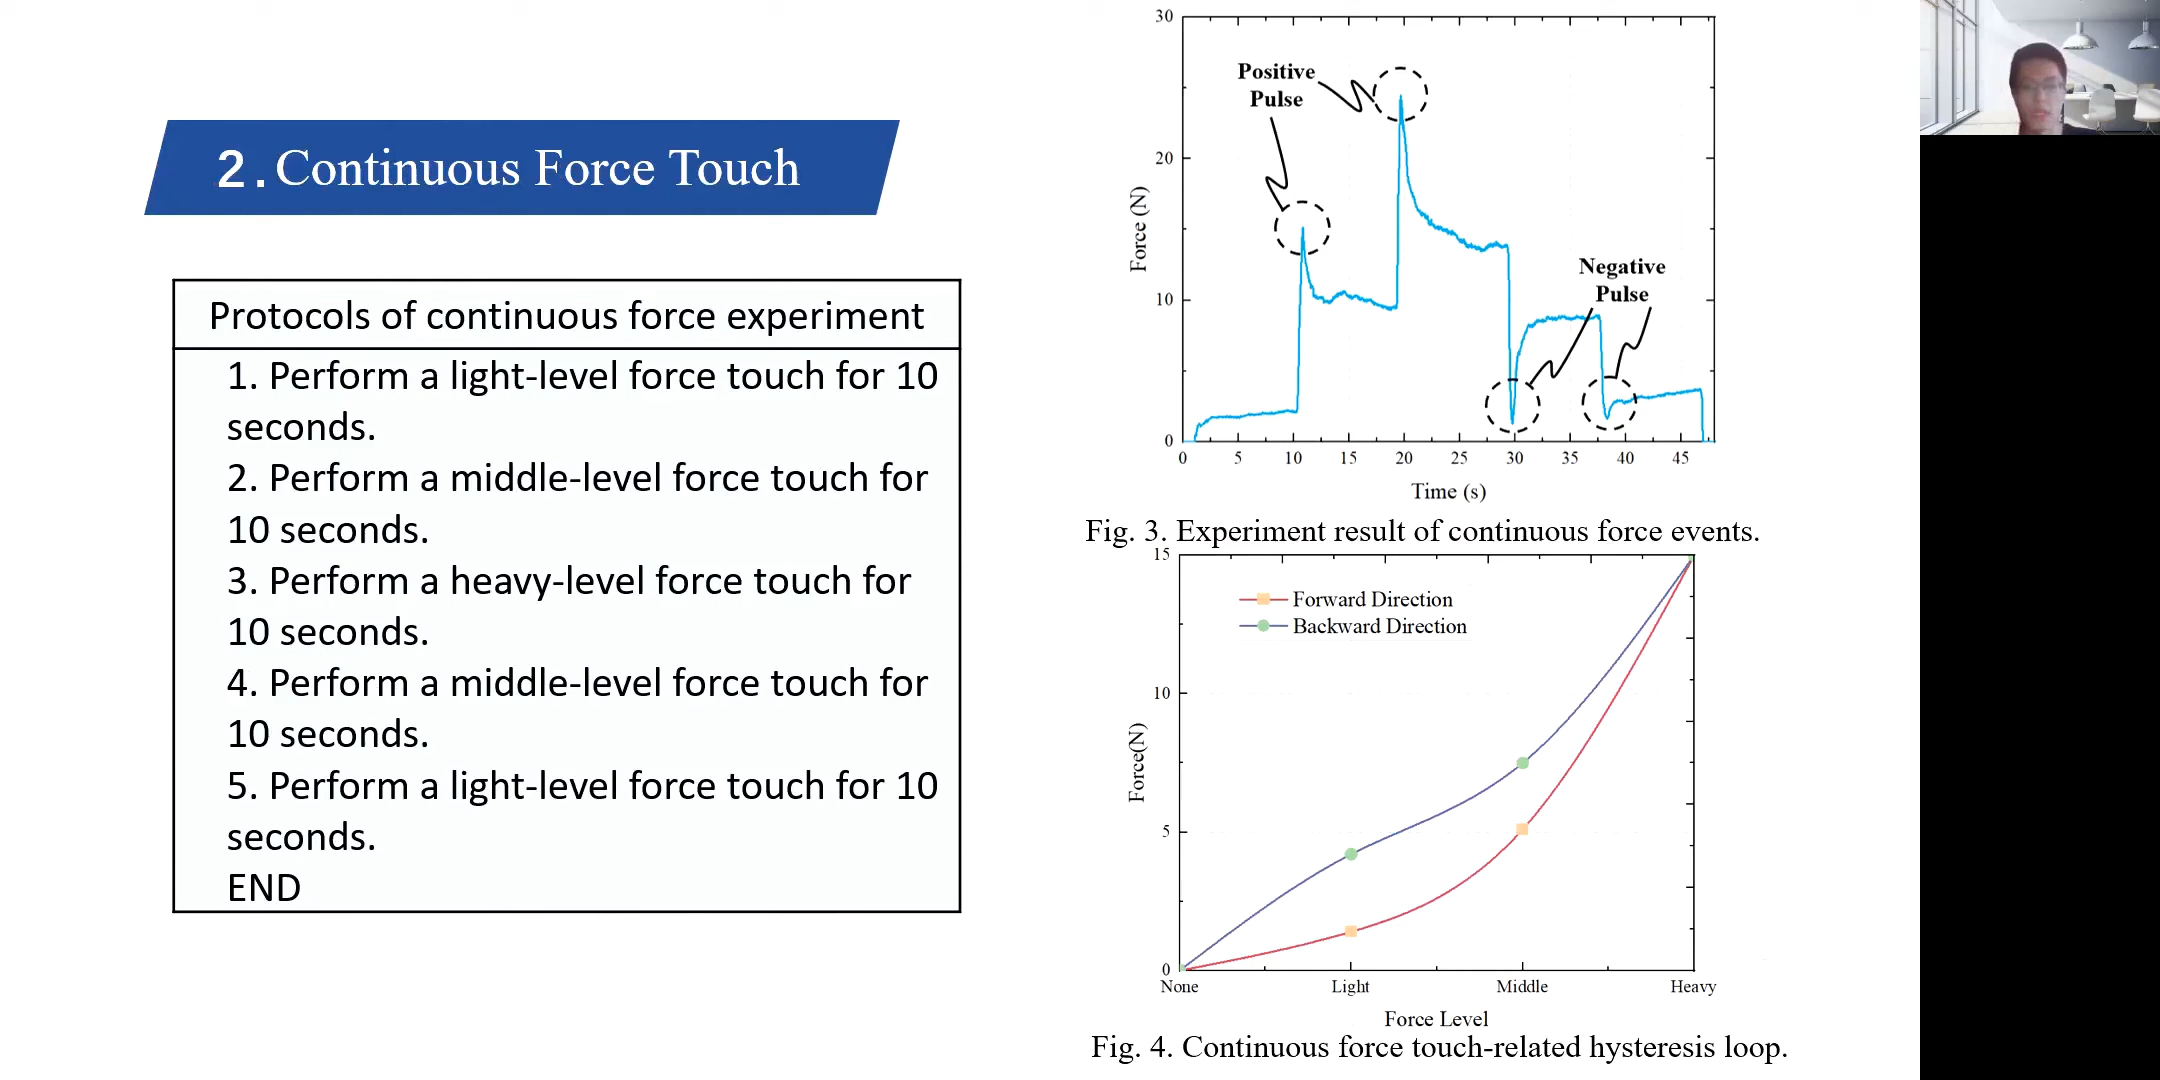 2. Continuous Force Touch
Protocols of continuous force experiment
1. Perform a light-level force touch for 10
seconds.
2. Perform a middle-level force touch for
10 seconds.
3. Perform a heavy-level force touch for
10 seconds.
4. Perform a middle-level force touch for
10 seconds.
5. Perform a light-level force touch for 10
seconds.
END
30
20
10
0
Force (N)
Positive
Pulse
Negative
Pulse
0 5 10 15 20 25 30 35 40 45
Time (s)
Fig. 3. Experiment result of continuous force events.
15
10
5
0
Force(N)
Forward Direction
Backward Direction
None Light Middle Heavy
Force Level
Fig. 4. Continuous force touch-related hysteresis loop.